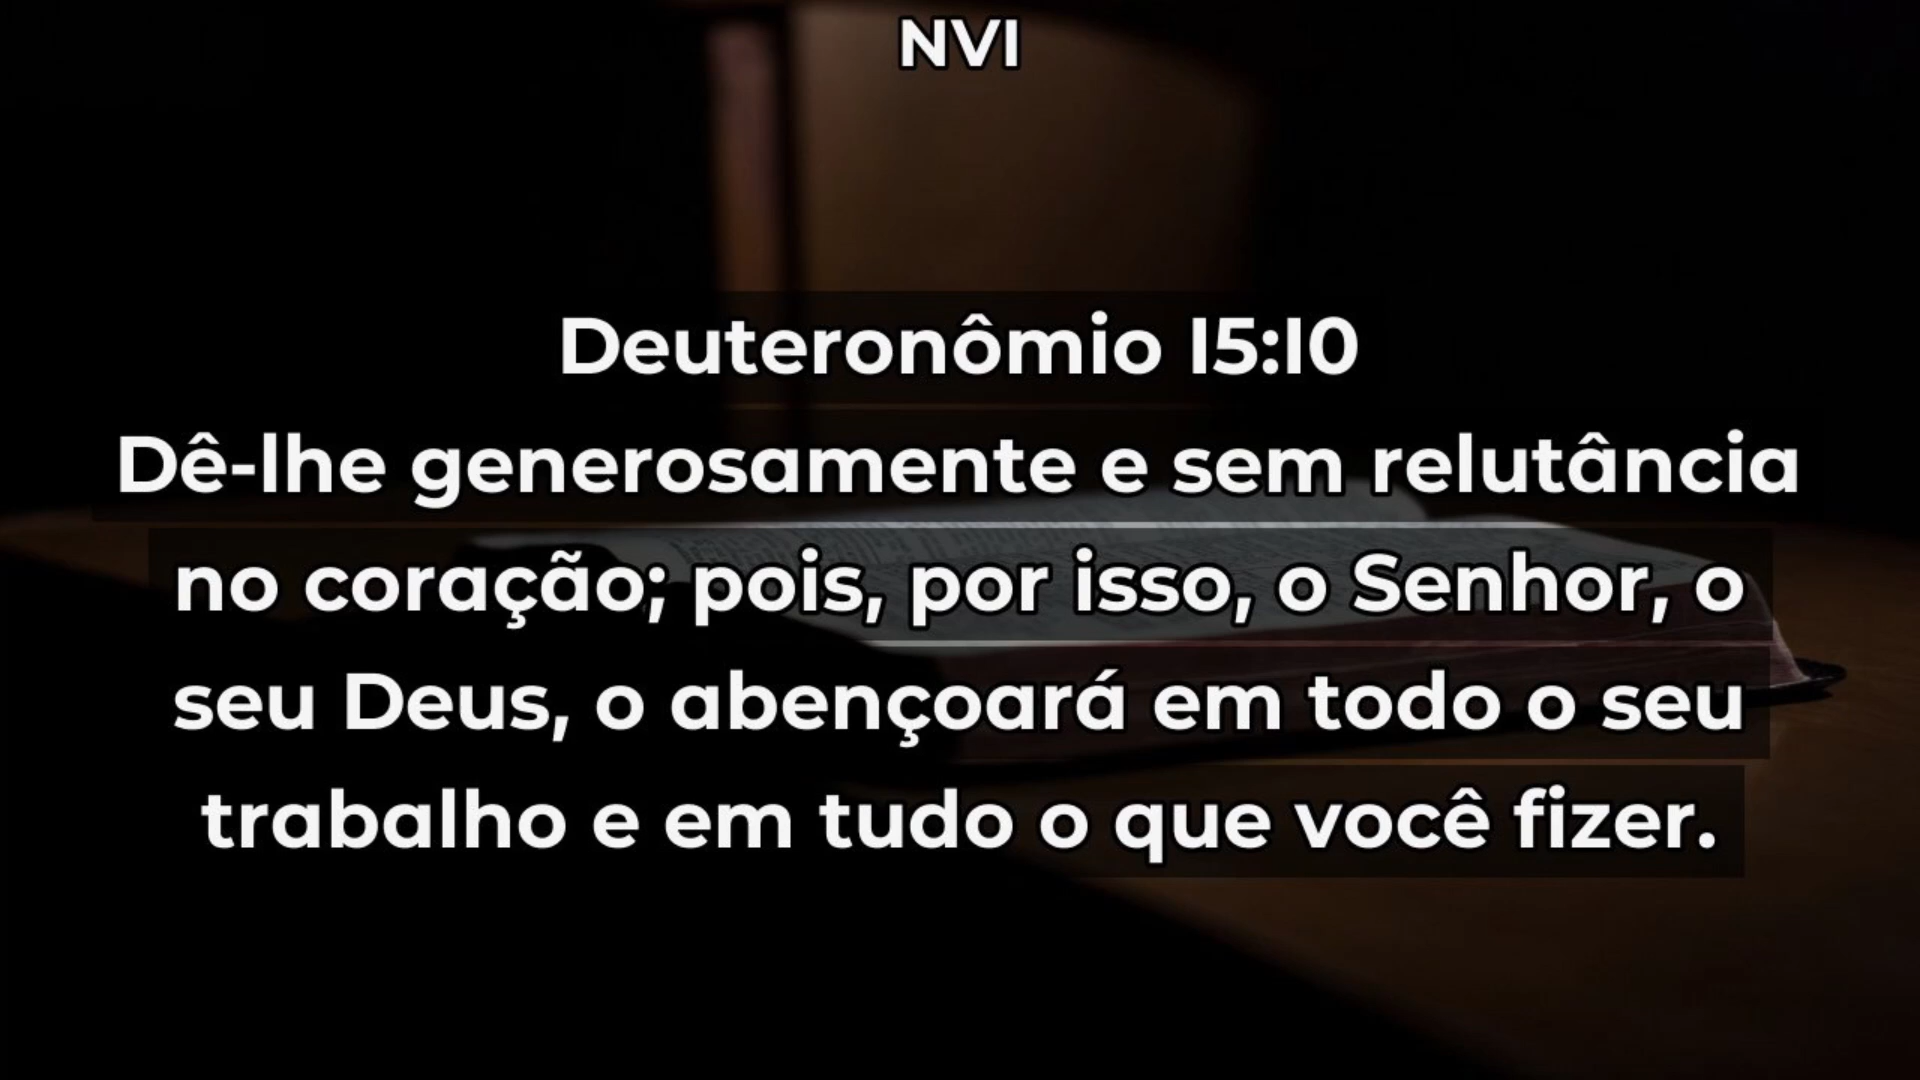 NVI
Deuteronômio 15:10
Dê-lhe generosamente e sem relutância
no coração; pois, por isso, o Senhor, o
seu Deus, o abençoará em todo o seu
trabalho e em tudo o que você fizer.